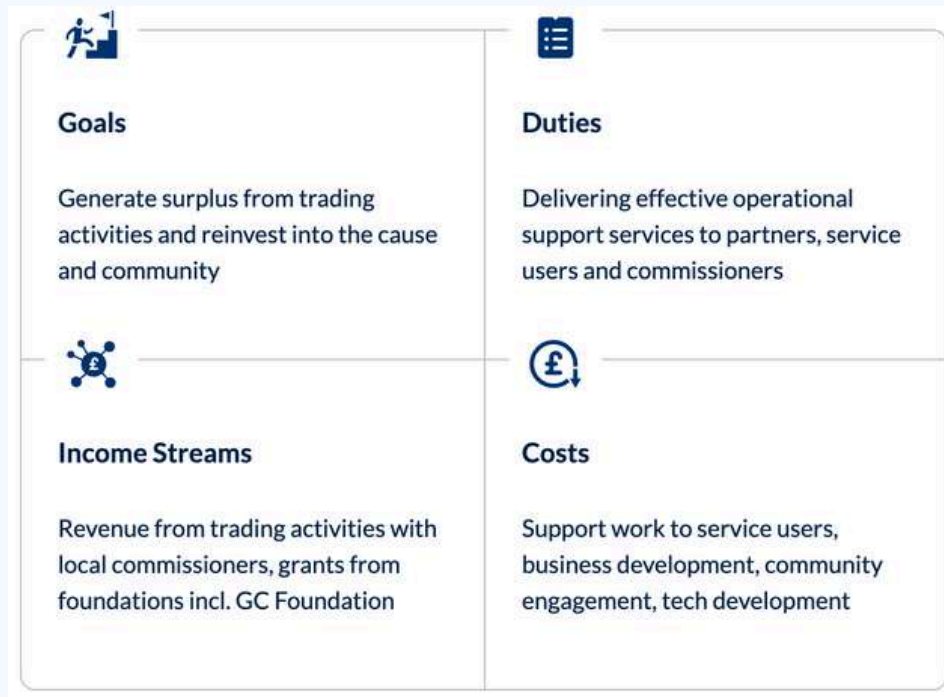 Goals
Generate surplus from trading
activities and reinvest into the cause
and community
Duties
Delivering effective operational
support services to partners, service
users and commissioners
£
Income Streams
Revenue from trading activities with
local commissioners, grants from
foundations incl. GC Foundation
£
Costs
Support work to service users,
business development, community
engagement, tech development